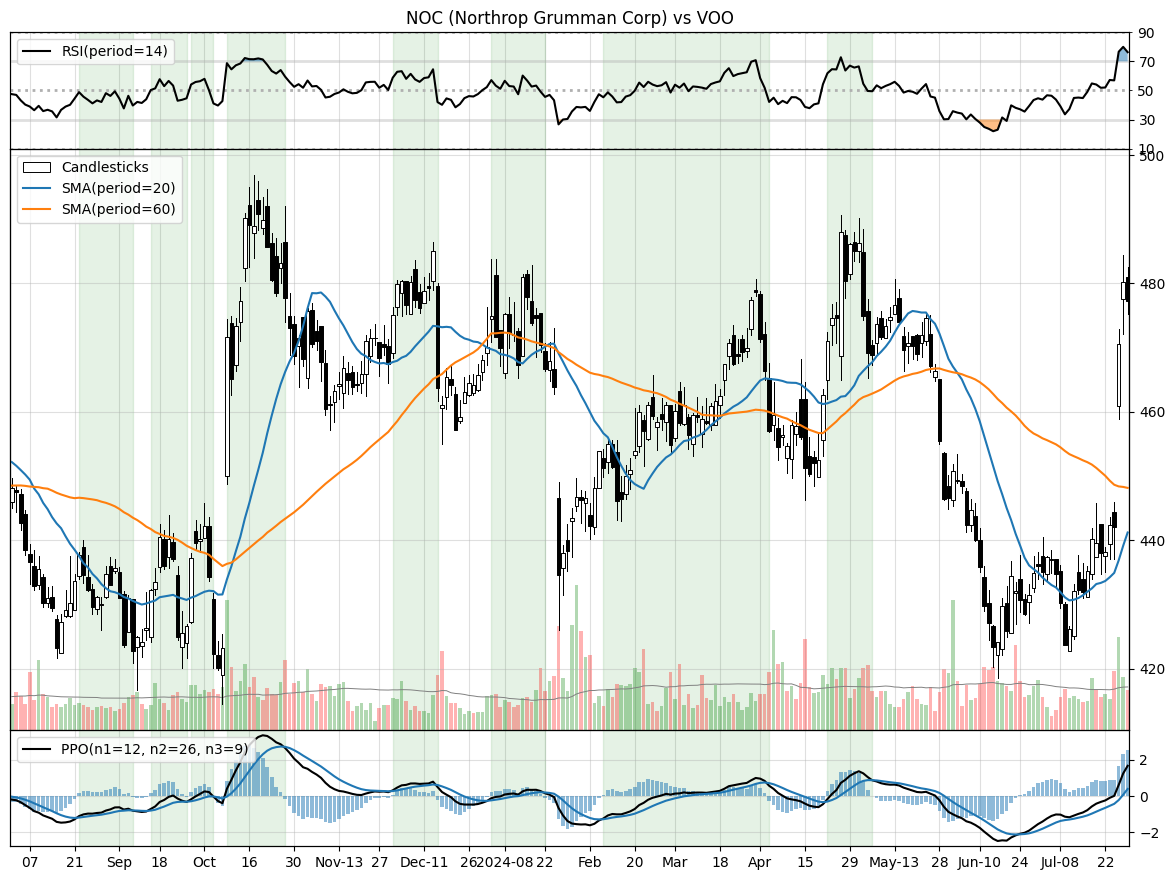 NOC (Northrop Grumman Corp) vs VOO
RSI(period=14)
90
70
50
30
10
Candlesticks
SMA(period=20)
SMA(period=60)
500
480
460
440
420
PPO(n1=12, n2=26, n3=9)
2
0
−2
07 21 Sep 18 Oct 16 30 Nov-13 27 Dec-11 26 2024-08 22 Feb 20 Mar 18 Apr 15 29 May-13 28 Jun-10 24 Jul-08 22